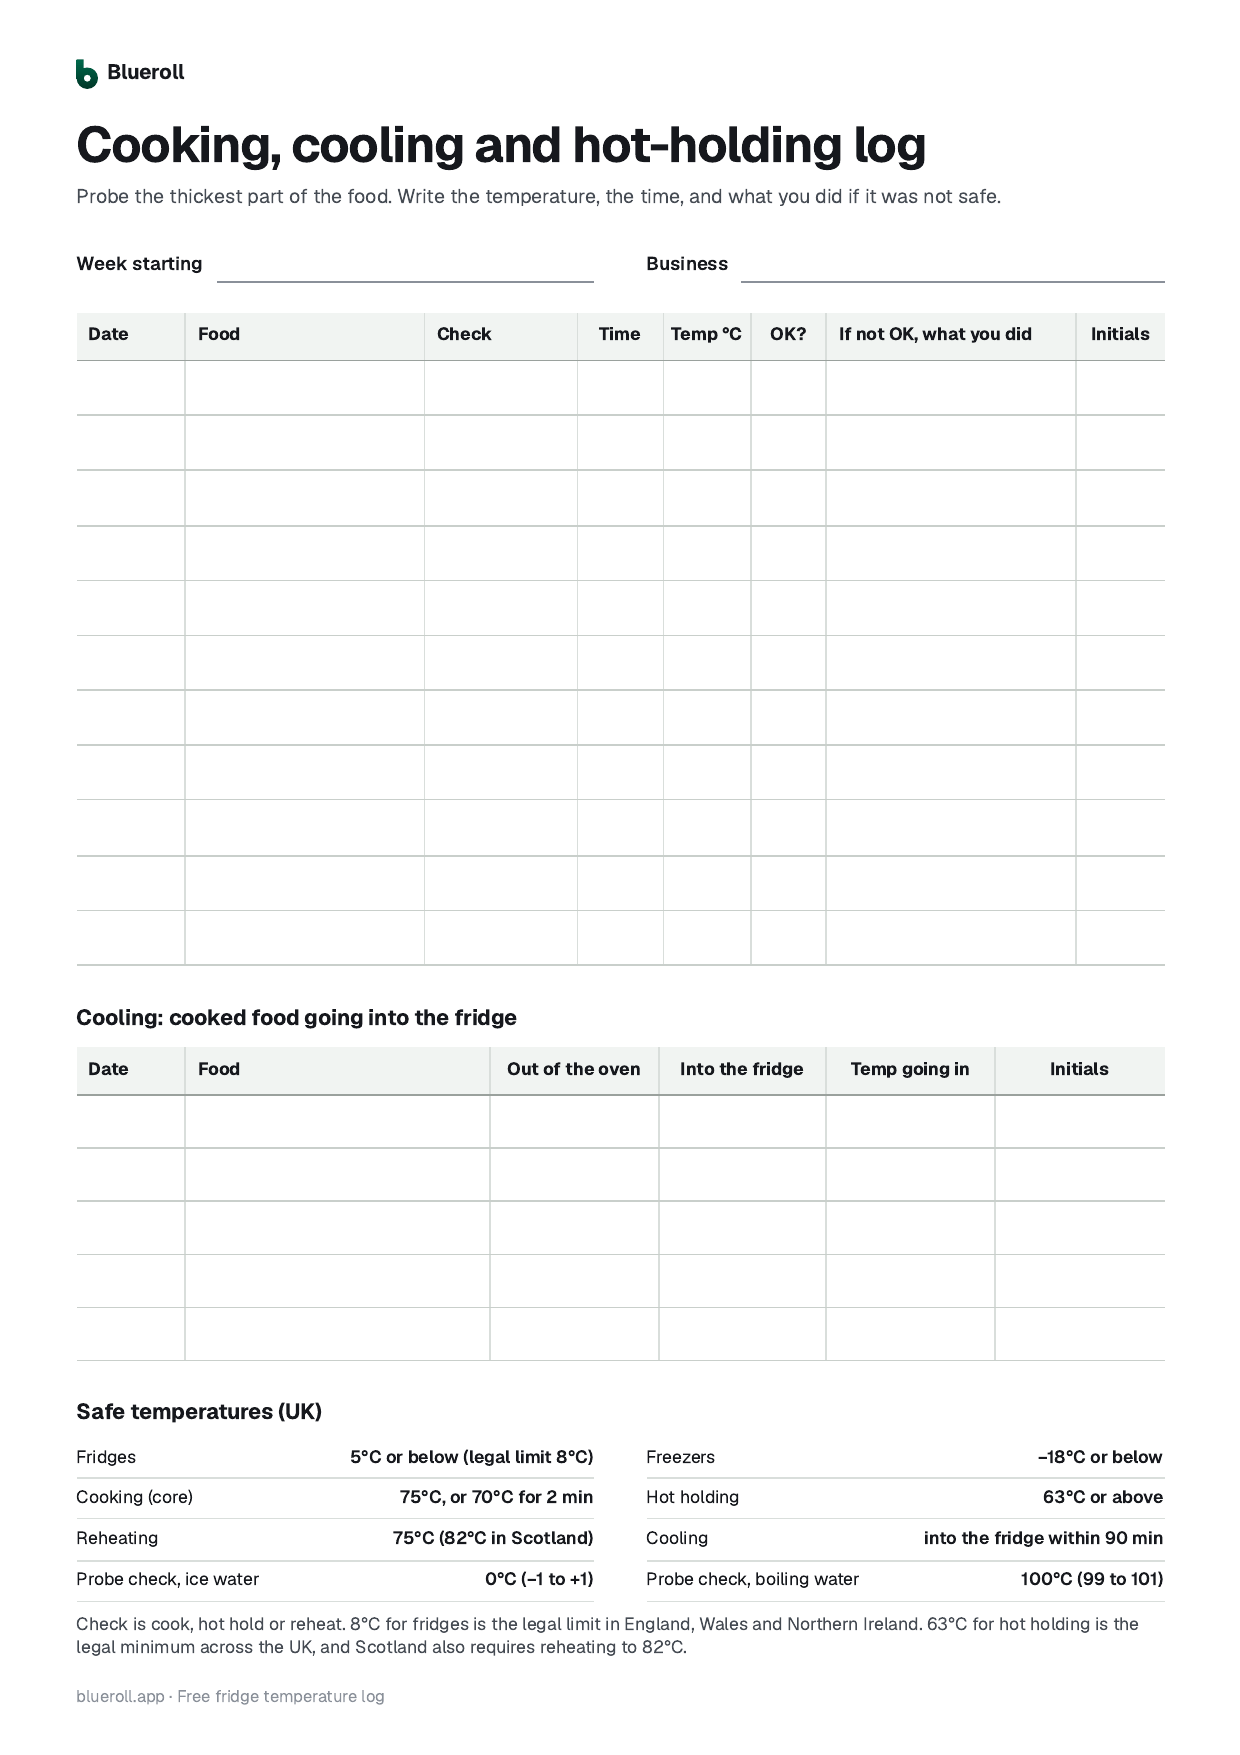 Blueroll
Cooking, cooling and hot-holding log
Probe the thickest part of the food. Write the temperature, the time, and what you did if it was not safe.
Week starting
Business
Date Food Check Time Temp °C OK? If not OK, what you did Initials
Cooling: cooked food going into the fridge
Date Food Out of the oven Into the fridge Temp going in Initials
Safe temperatures (UK)
Fridges 5°C or below (legal limit 8°C)
Freezers –18°C or below
Cooking (core) 75°C, or 70°C for 2 min
Hot holding 63°C or above
Reheating 75°C (82°C in Scotland)
Cooling into the fridge within 90 min
Probe check, ice water 0°C (–1 to +1)
Probe check, boiling water 100°C (99 to 101)
Check is cook, hot hold or reheat. 8°C for fridges is the legal limit in England, Wales and Northern Ireland. 63°C for hot holding is the
legal minimum across the UK, and Scotland also requires reheating to 82°C.
blueroll.app · Free fridge temperature log